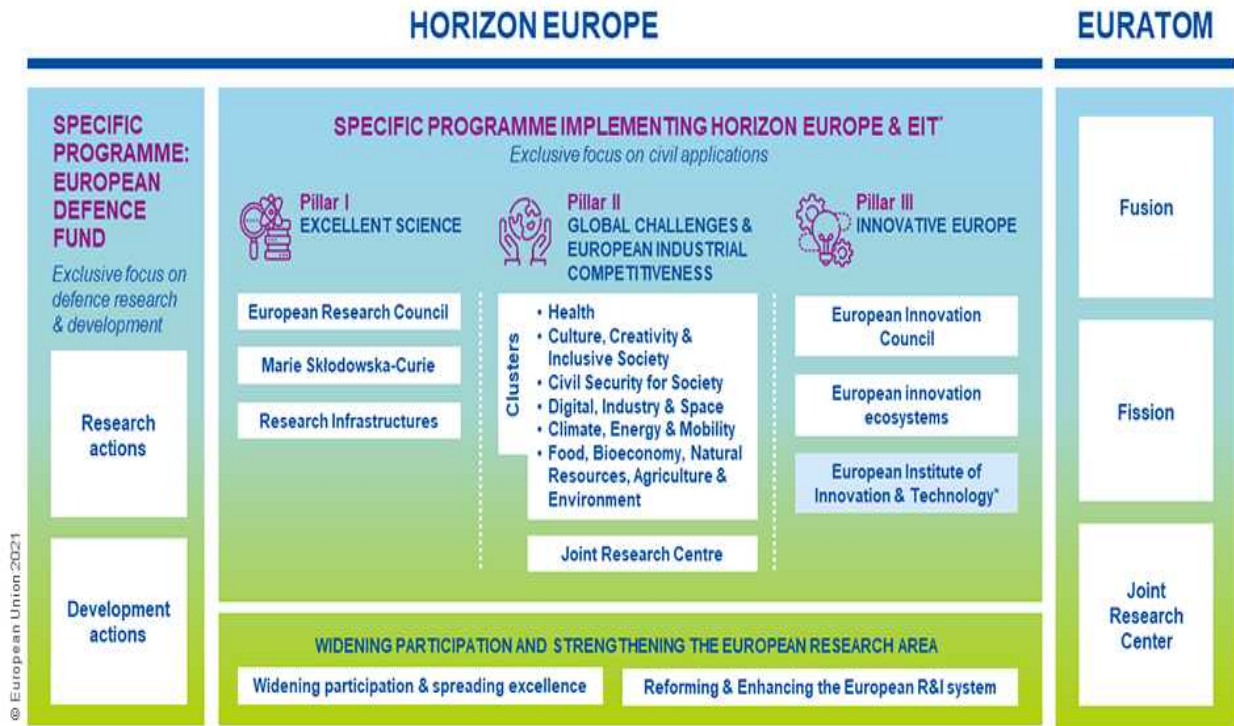 HORIZON EUROPE
EURATOM
SPECIFIC
PROGRAMME:
EUROPEAN
DEFENCE
FUND
Exclusive focus on
defence research
& development
Research
actions
Development
actions
SPECIFIC PROGRAMME IMPLEMENTING HORIZON EUROPE & EIT*
Exclusive focus on civil applications
Pillar I
EXCELLENT SCIENCE
European Research Council
Marie Skłodowska-Curie
Research Infrastructures
Pillar II
GLOBAL CHALLENGES &
EUROPEAN INDUSTRIAL
COMPETITIVENESS
Clusters
• Health
• Culture, Creativity &
Inclusive Society
• Civil Security for Society
• Digital, Industry & Space
• Climate, Energy & Mobility
• Food, Bioeconomy, Natural
Resources, Agriculture &
Environment
Joint Research Centre
Pillar III
INNOVATIVE EUROPE
European Innovation
Council
European innovation
ecosystems
European Institute of
Innovation & Technology*
WIDENING PARTICIPATION AND STRENGTHENING THE EUROPEAN RESEARCH AREA
Widening participation & spreading excellence
Reforming & Enhancing the European R&I system
Fusion
Fission
Joint
Research
Center
© European Union 2021